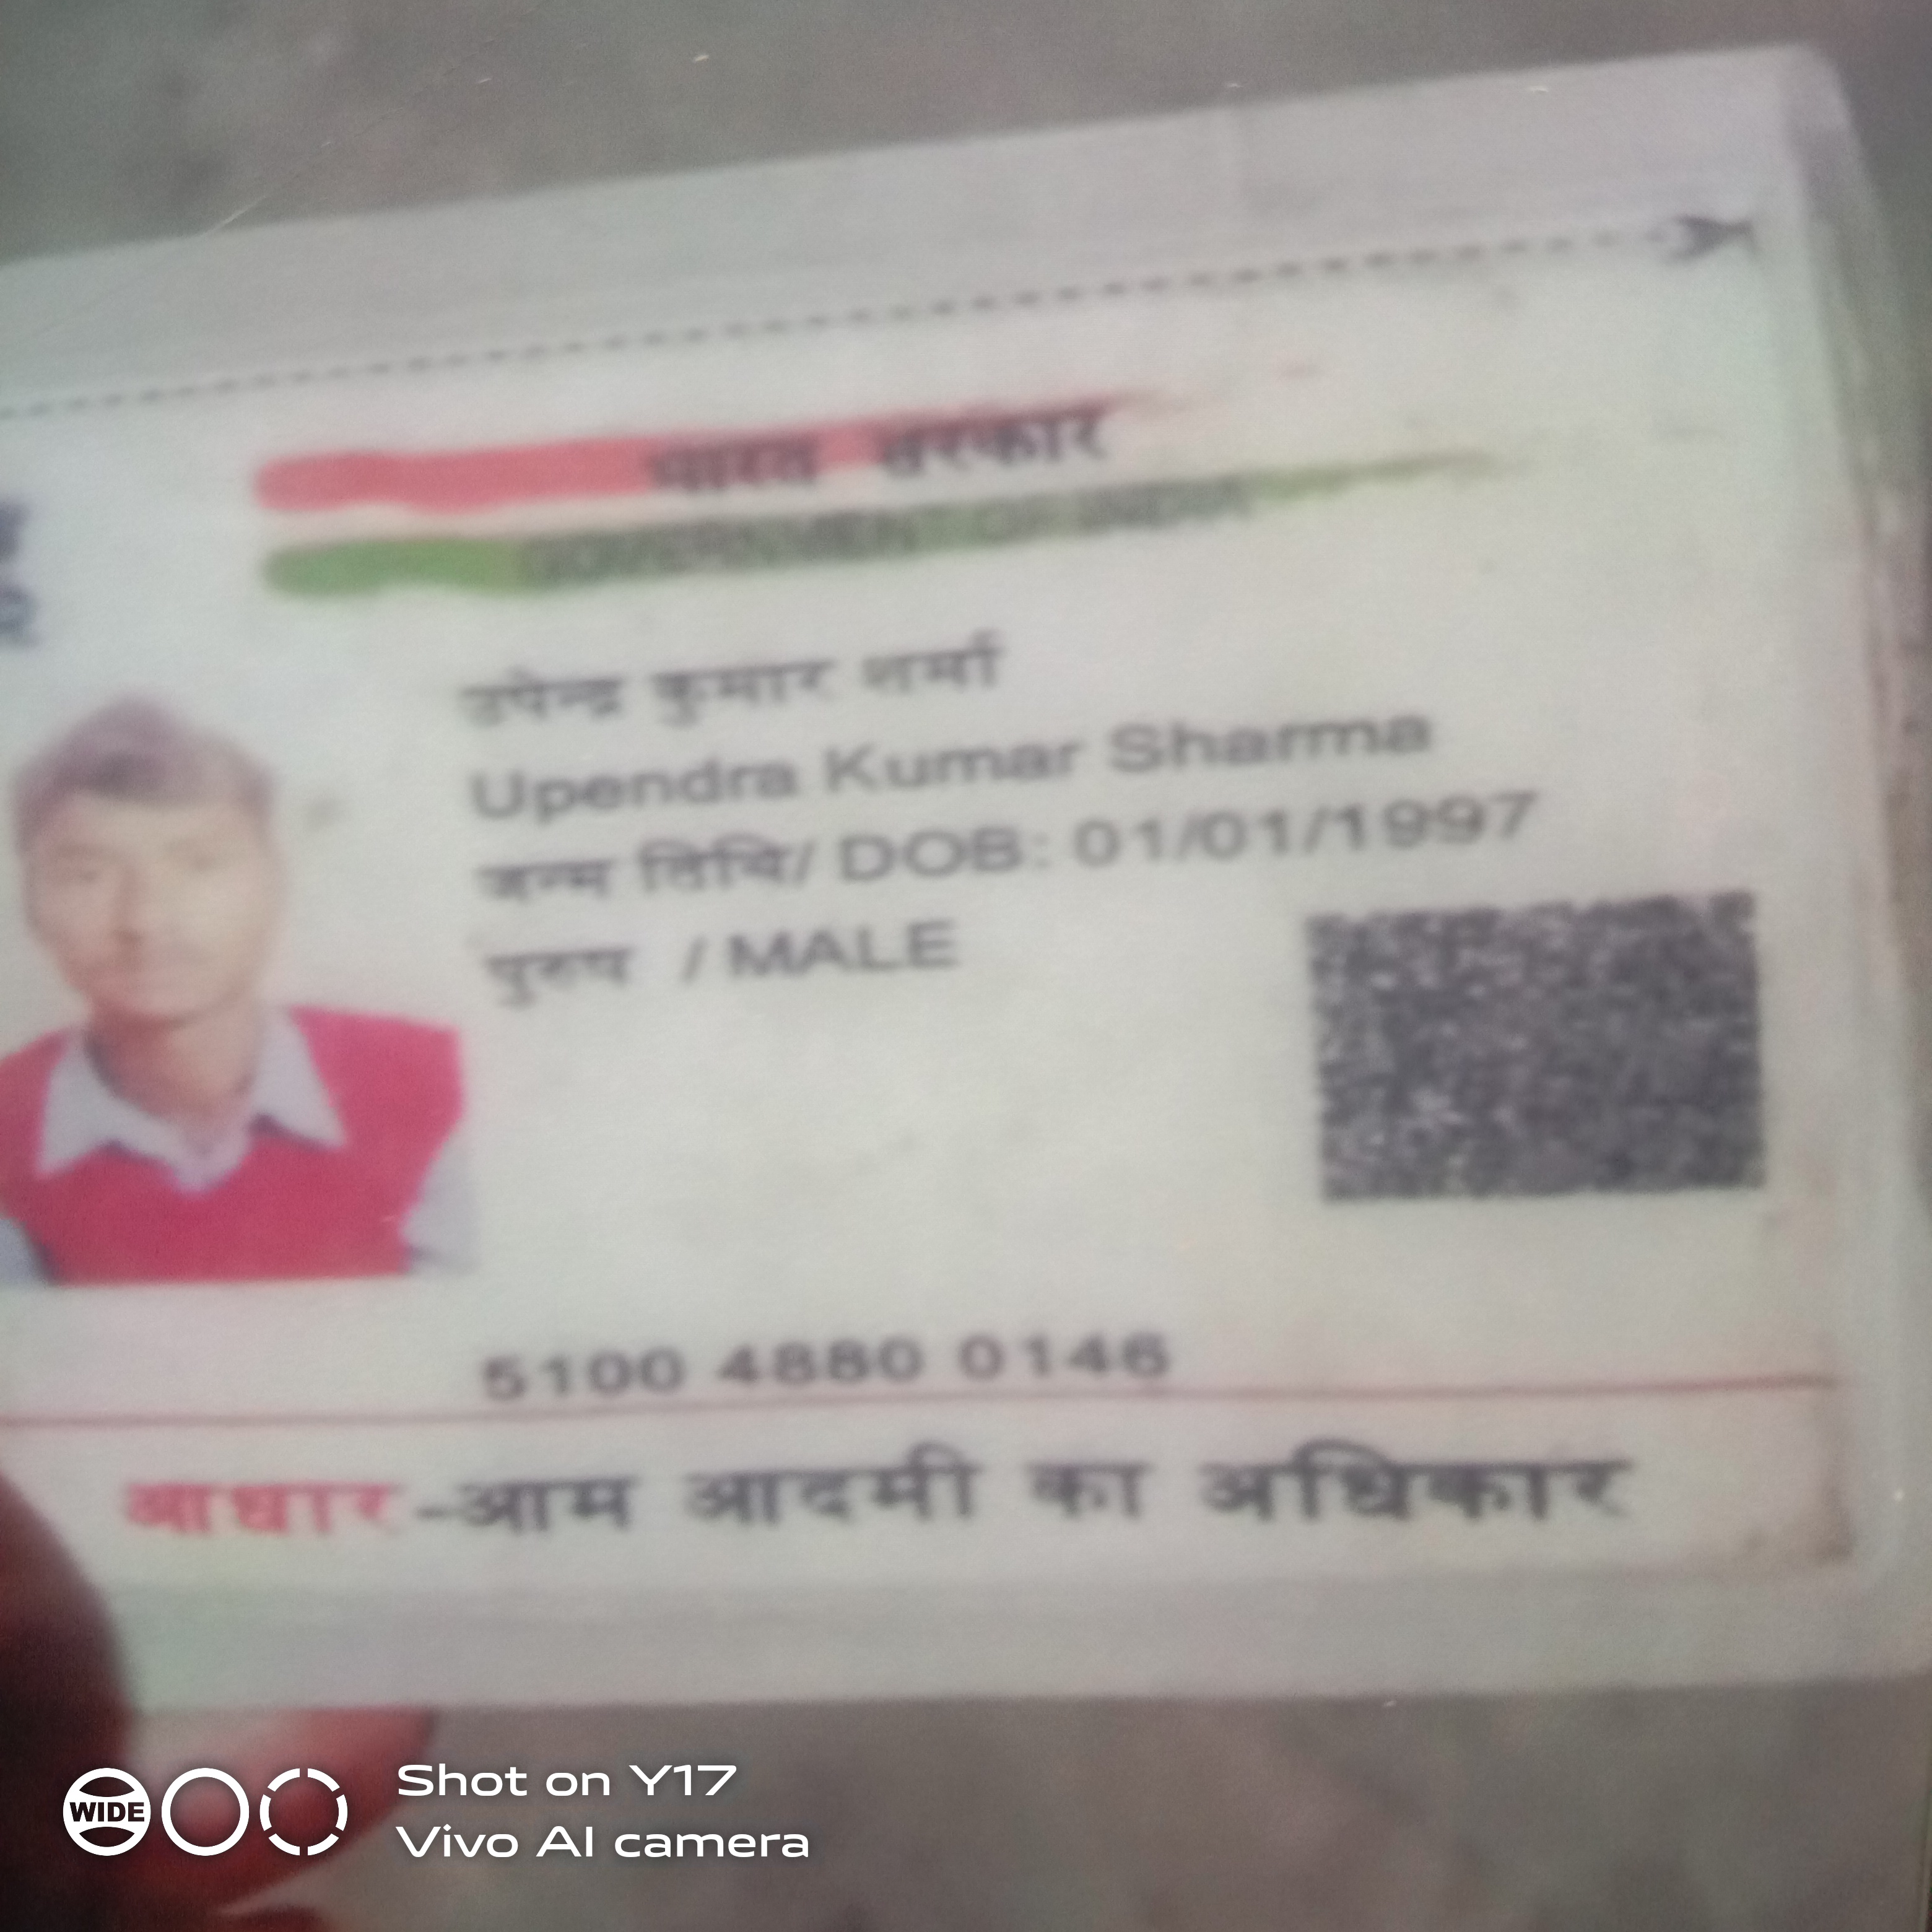 भारत सरकार
GOVERNMENT OF INDIA
उपेन्द्र कुमार शर्मा
Upendra Kumar Sharma
जन्म तिथि/ DOB: 01/01/1997
पुरुष / MALE
5100 4880 0146
आधार-आम आदमी का अधिकार
WIDE
Shot on Y17
Vivo AI camera